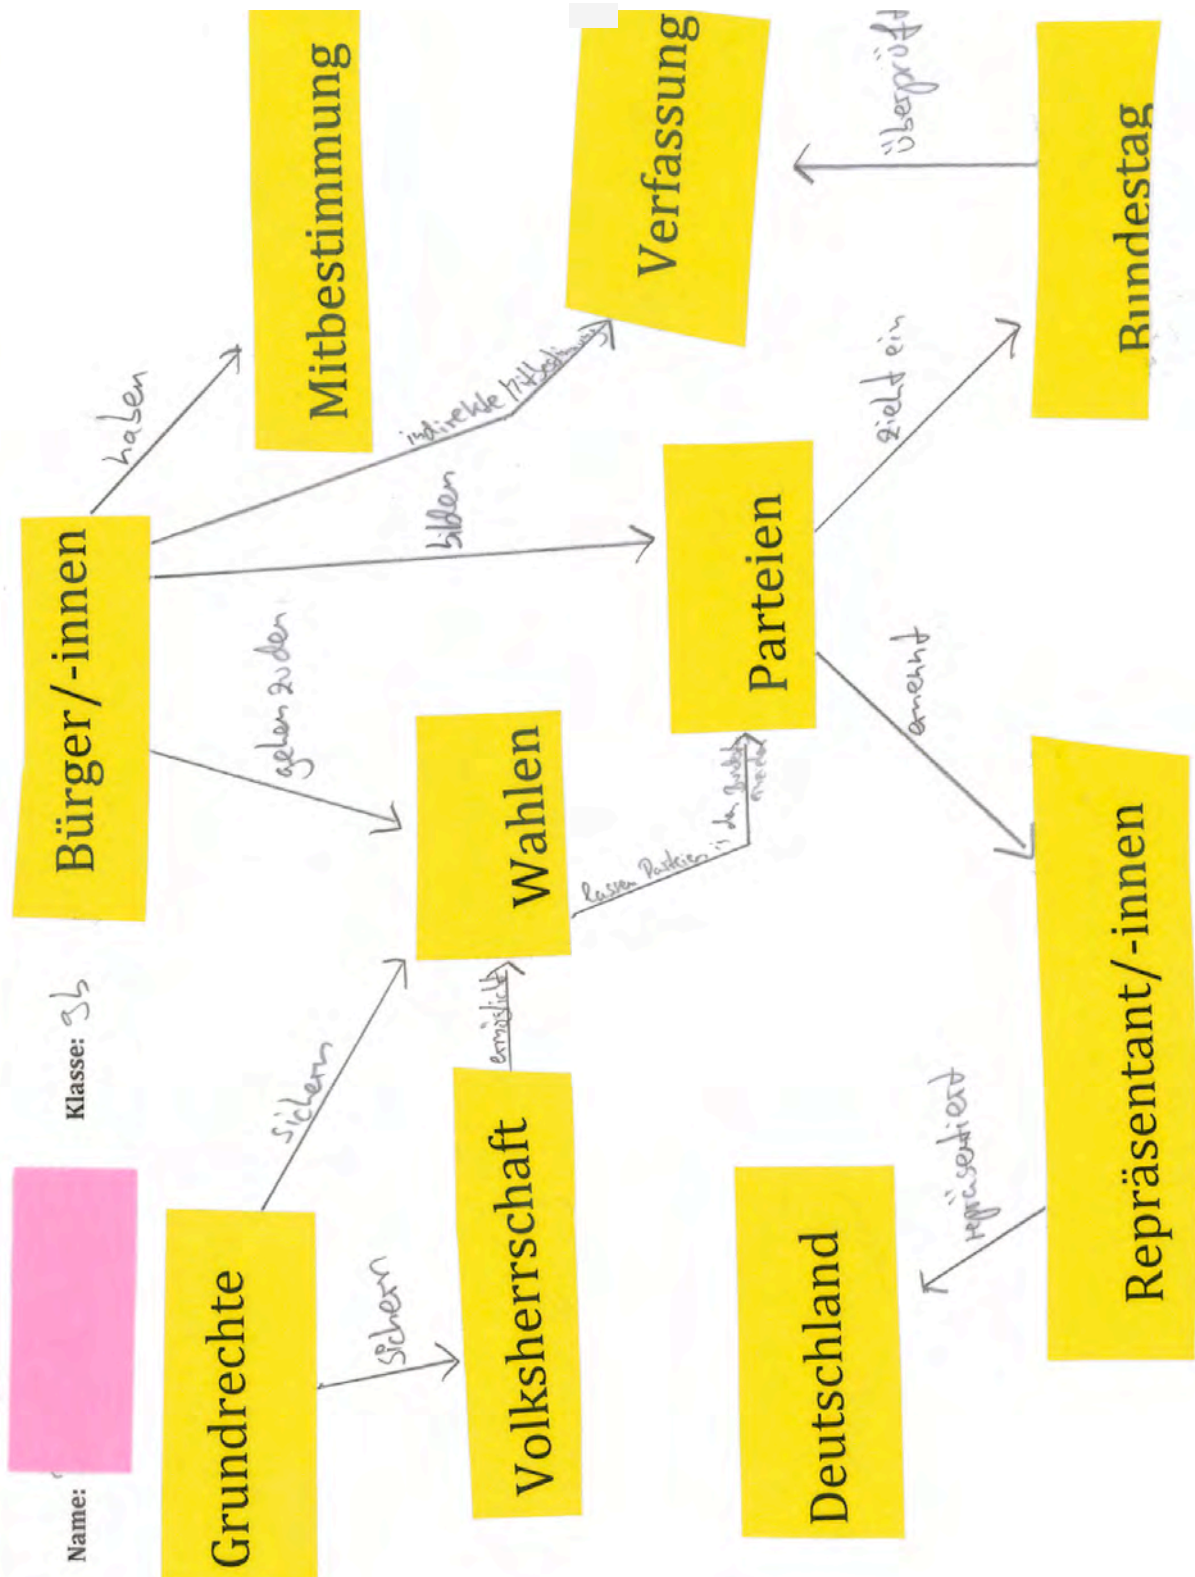 Name:
Klasse: 9b
Bürger/-innen
haben
Mitbestimmung
gehen zu den
bilden
indirekte Mitbestimmung
Grundrechte
sichern
sichern
Wahlen
Verfassung
Volksherrschaft
ermöglicht
lassen Parteien in den
Parteien
überprüft
zieht ein
ernennt
Deutschland
repräsentiert
Repräsentant/-innen
Bundestag